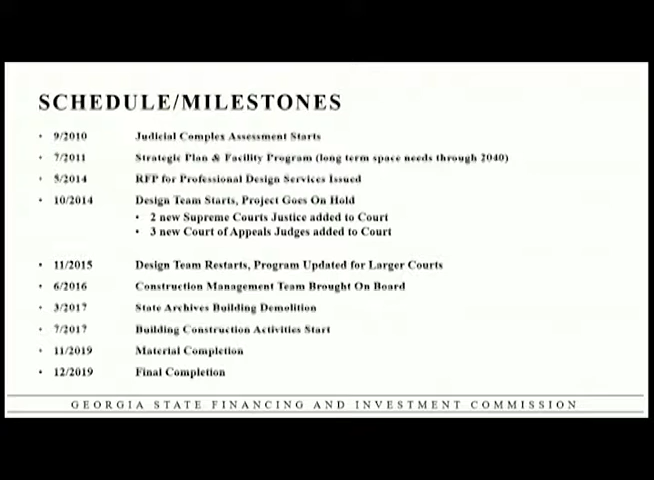 SCHEDULE/MILESTONES
• 9/2010 Judicial Complex Assessment Starts
• 7/2011 Strategic Plan & Facility Program (long term space needs through 2040)
• 5/2014 RFP for Professional Design Services Issued
• 10/2014 Design Team Starts, Project Goes On Hold
• 2 new Supreme Courts Justice added to Court
• 3 new Court of Appeals Judges added to Court
• 11/2015 Design Team Restarts, Program Updated for Larger Courts
• 6/2016 Construction Management Team Brought On Board
• 3/2017 State Archives Building Demolition
• 7/2017 Building Construction Activities Start
• 11/2019 Material Completion
• 12/2019 Final Completion
GEORGIA STATE FINANCING AND INVESTMENT COMMISSION